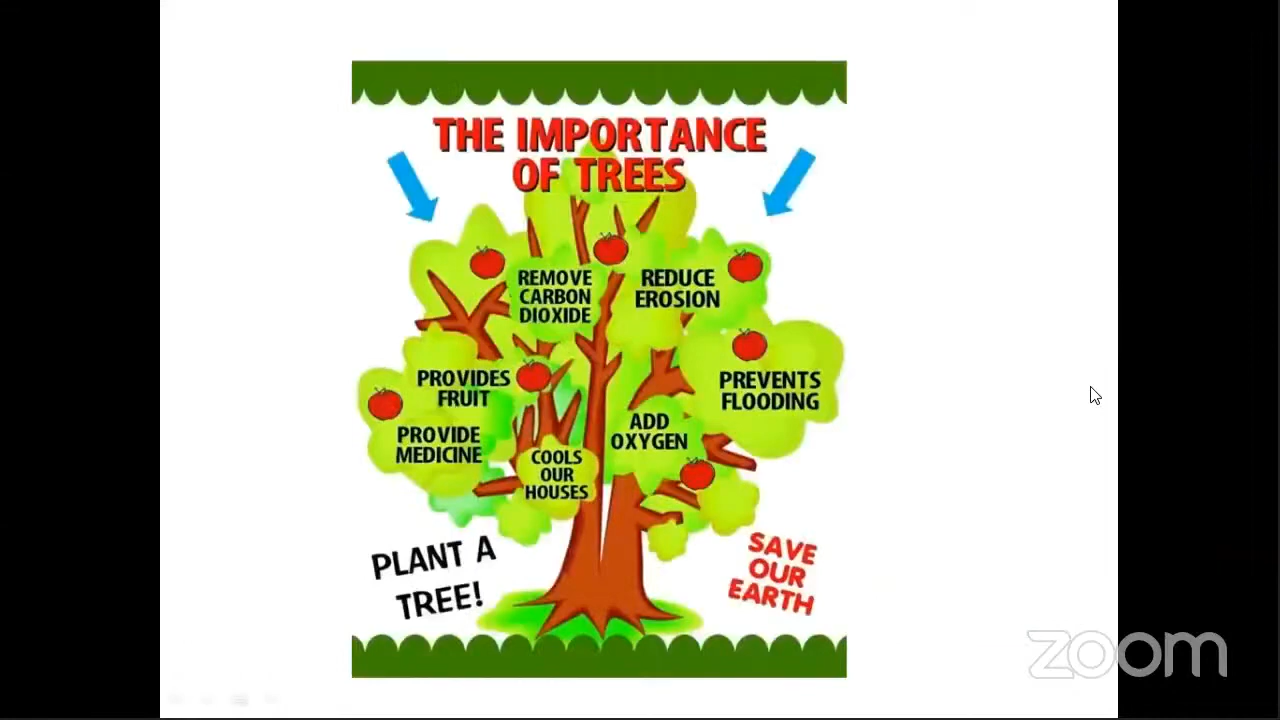 THE IMPORTANCE
OF TREES
REMOVE
CARBON
DIOXIDE
REDUCE
EROSION
PROVIDES
FRUIT
PREVENTS
FLOODING
PROVIDE
MEDICINE
ADD
OXYGEN
COOLS
OUR
HOUSES
PLANT A
TREE!
SAVE
OUR
EARTH
zoom